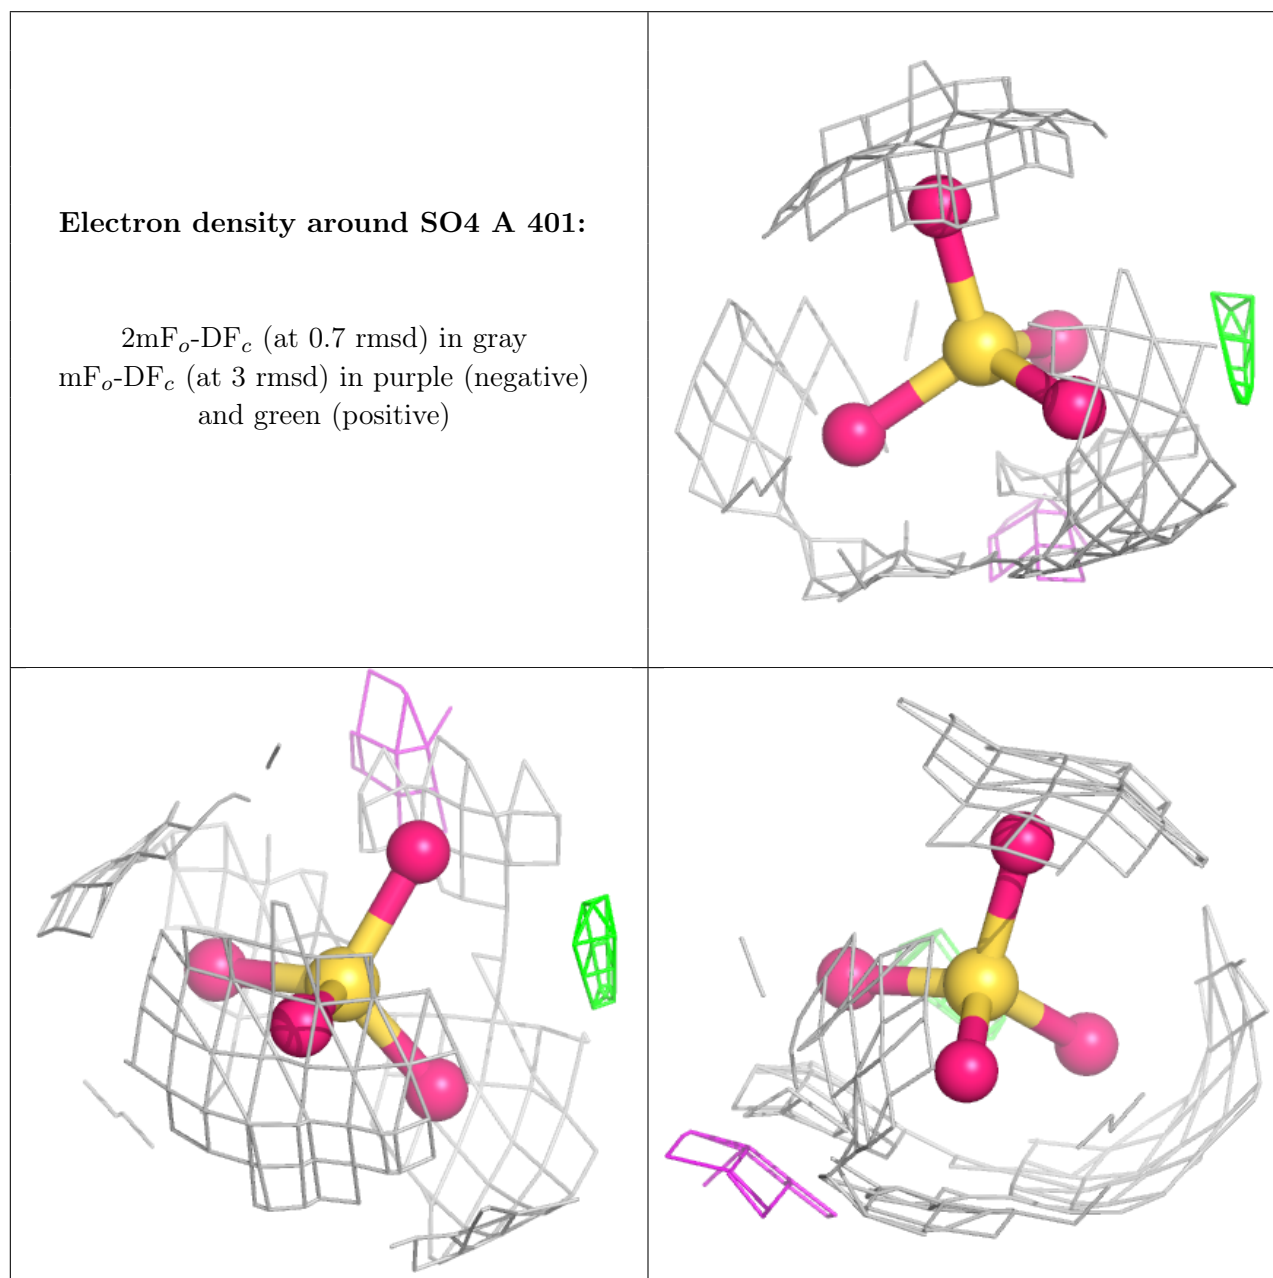 Electron density around SO4 A 401:
2mFo-DFc (at 0.7 rmsd) in gray
mFo-DFc (at 3 rmsd) in purple (negative)
and green (positive)